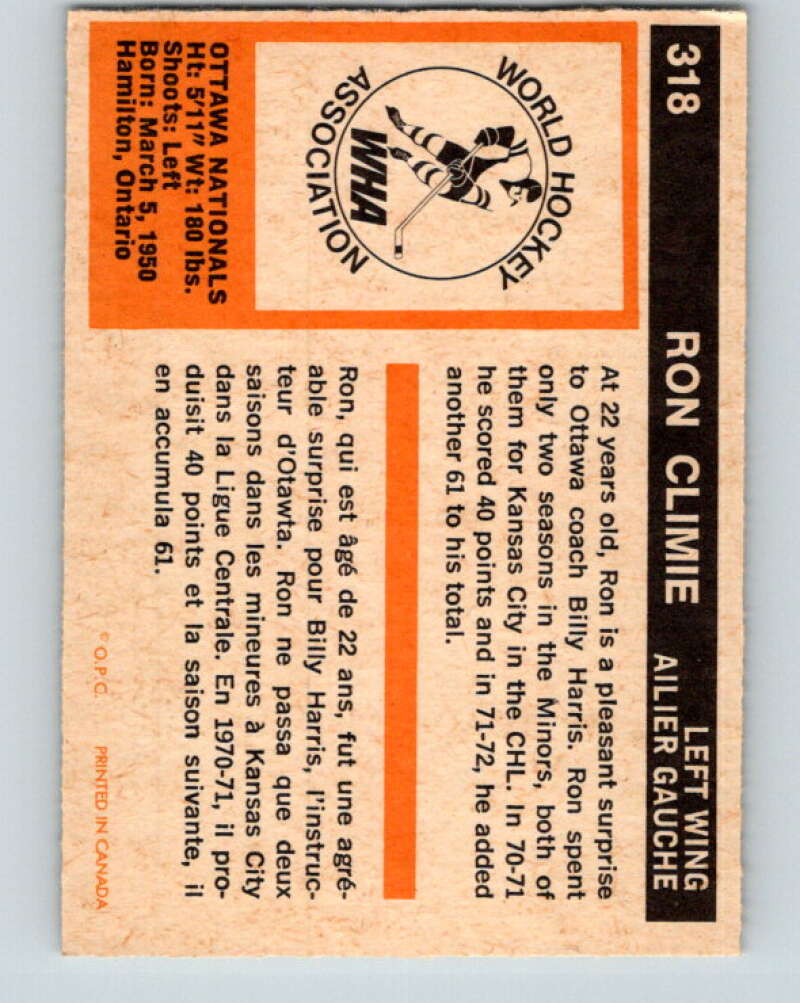 318
RON CLIMIE
LEFT WING
AILIER GAUCHE
WORLD HOCKEY
ASSOCIATION
WHA
OTTAWA NATIONALS
Ht: 5'11" Wt: 180 lbs.
Shoots: Left
Born: March 5, 1950
Hamilton, Ontario
At 22 years old, Ron is a pleasant surprise
to Ottawa coach Billy Harris. Ron spent
only two seasons in the Minors, both of
them for Kansas City in the CHL. In 70-71
he scored 40 points and in 71-72, he added
another 61 to his total.
Ron, qui est âgé de 22 ans, fut une agré-
able surprise pour Billy Harris, l'instruc-
teur d'Otawta. Ron ne passa que deux
saisons dans les mineures à Kansas City
dans la Ligue Centrale. En 1970-71, il pro-
duisit 40 points et la saison suivante, il
en accumula 61.
© O.P.C. PRINTED IN CANADA